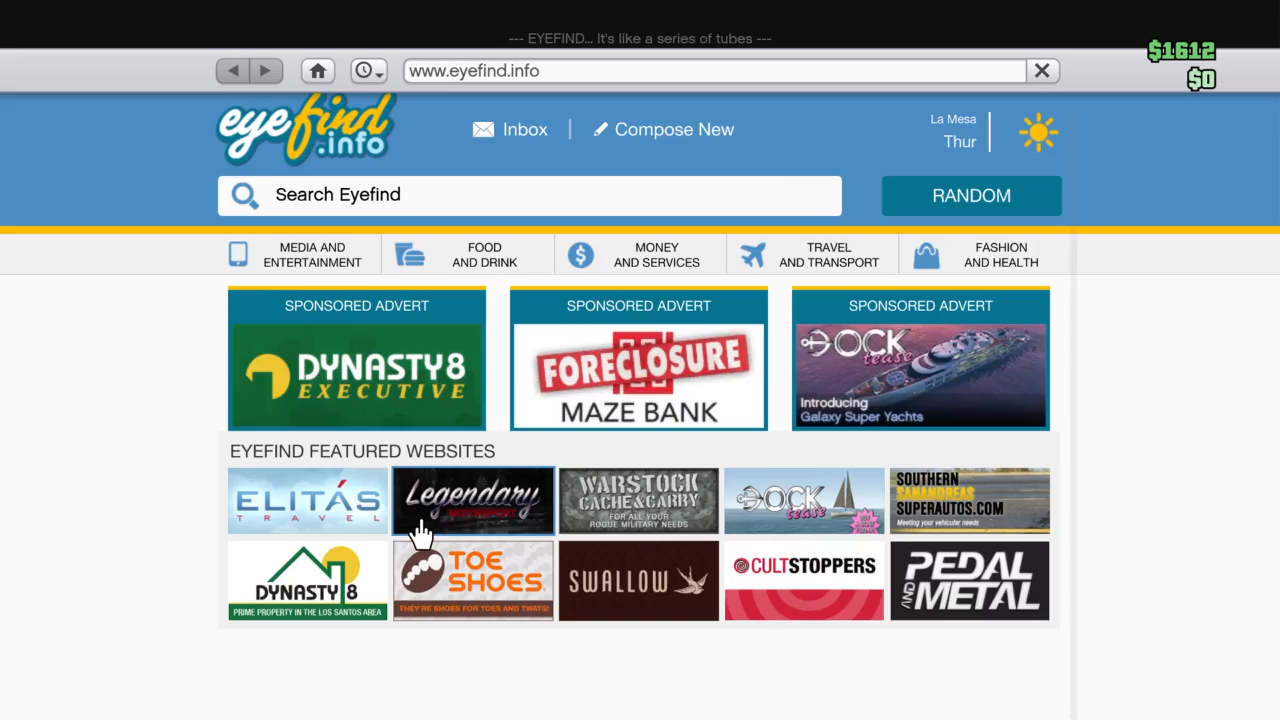 --- EYEFIND... It's like a series of tubes ---
$1612
$0
www.eyefind.info
eyefind
.info
Inbox
Compose New
La Mesa
Thur
Search Eyefind
RANDOM
MEDIA AND
ENTERTAINMENT
FOOD
AND DRINK
MONEY
AND SERVICES
TRAVEL
AND TRANSPORT
FASHION
AND HEALTH
SPONSORED ADVERT
DYNASTY8
EXECUTIVE
SPONSORED ADVERT
FORECLOSURE
MAZE BANK
SPONSORED ADVERT
DOCK
tease
Introducing
Galaxy Super Yachts
EYEFIND FEATURED WEBSITES
ELITÁS
TRAVEL
Legendary
MOTORSPORT
WARSTOCK
CACHE&CARRY
FOR ALL YOUR
ROGUE MILITARY NEEDS
DOCK
tease
SOUTHERN
SANANDREAS
SUPERAUTOS.COM
Meeting your vehicular needs
DYNASTY 8
PRIME PROPERTY IN THE LOS SANTOS AREA
TOE
SHOES.
THEY'RE SHOES FOR TOES AND TWATS!
SWALLOW
CULTSTOPPERS
PEDAL
AND METAL